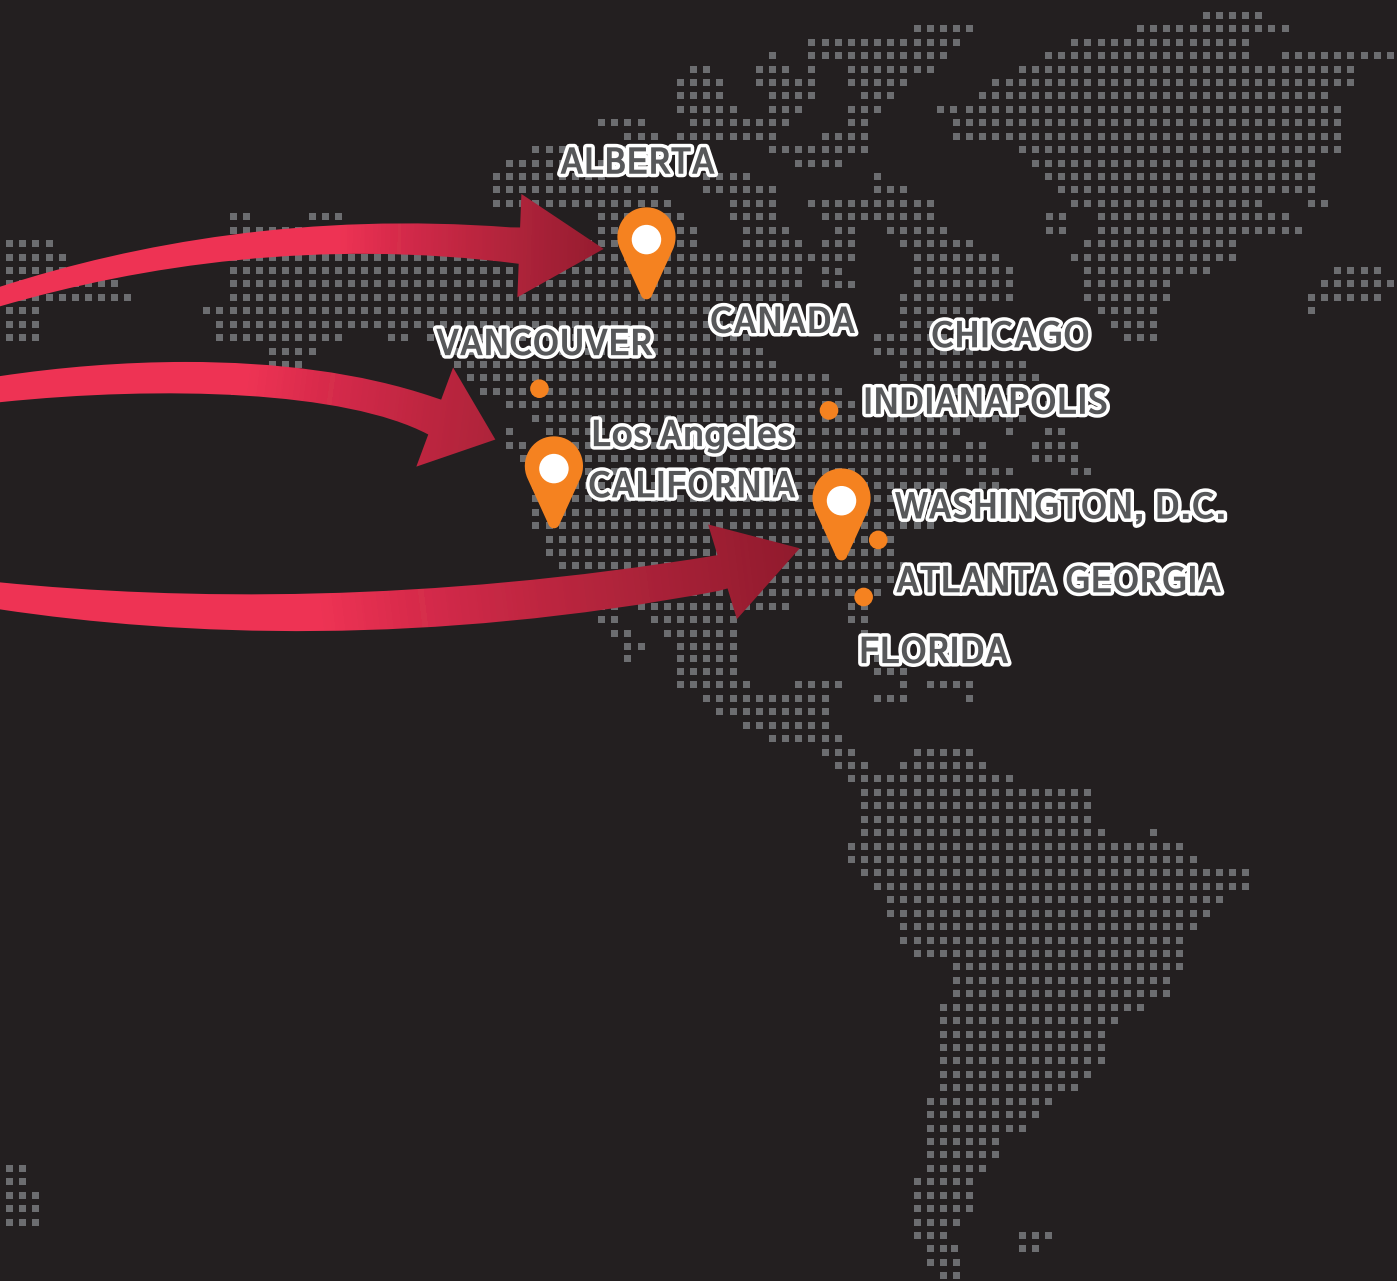 ALBERTA
CANADA
CHICAGO
VANCOUVER
INDIANAPOLIS
Los Angeles
CALIFORNIA
WASHINGTON, D.C.
ATLANTA GEORGIA
FLORIDA